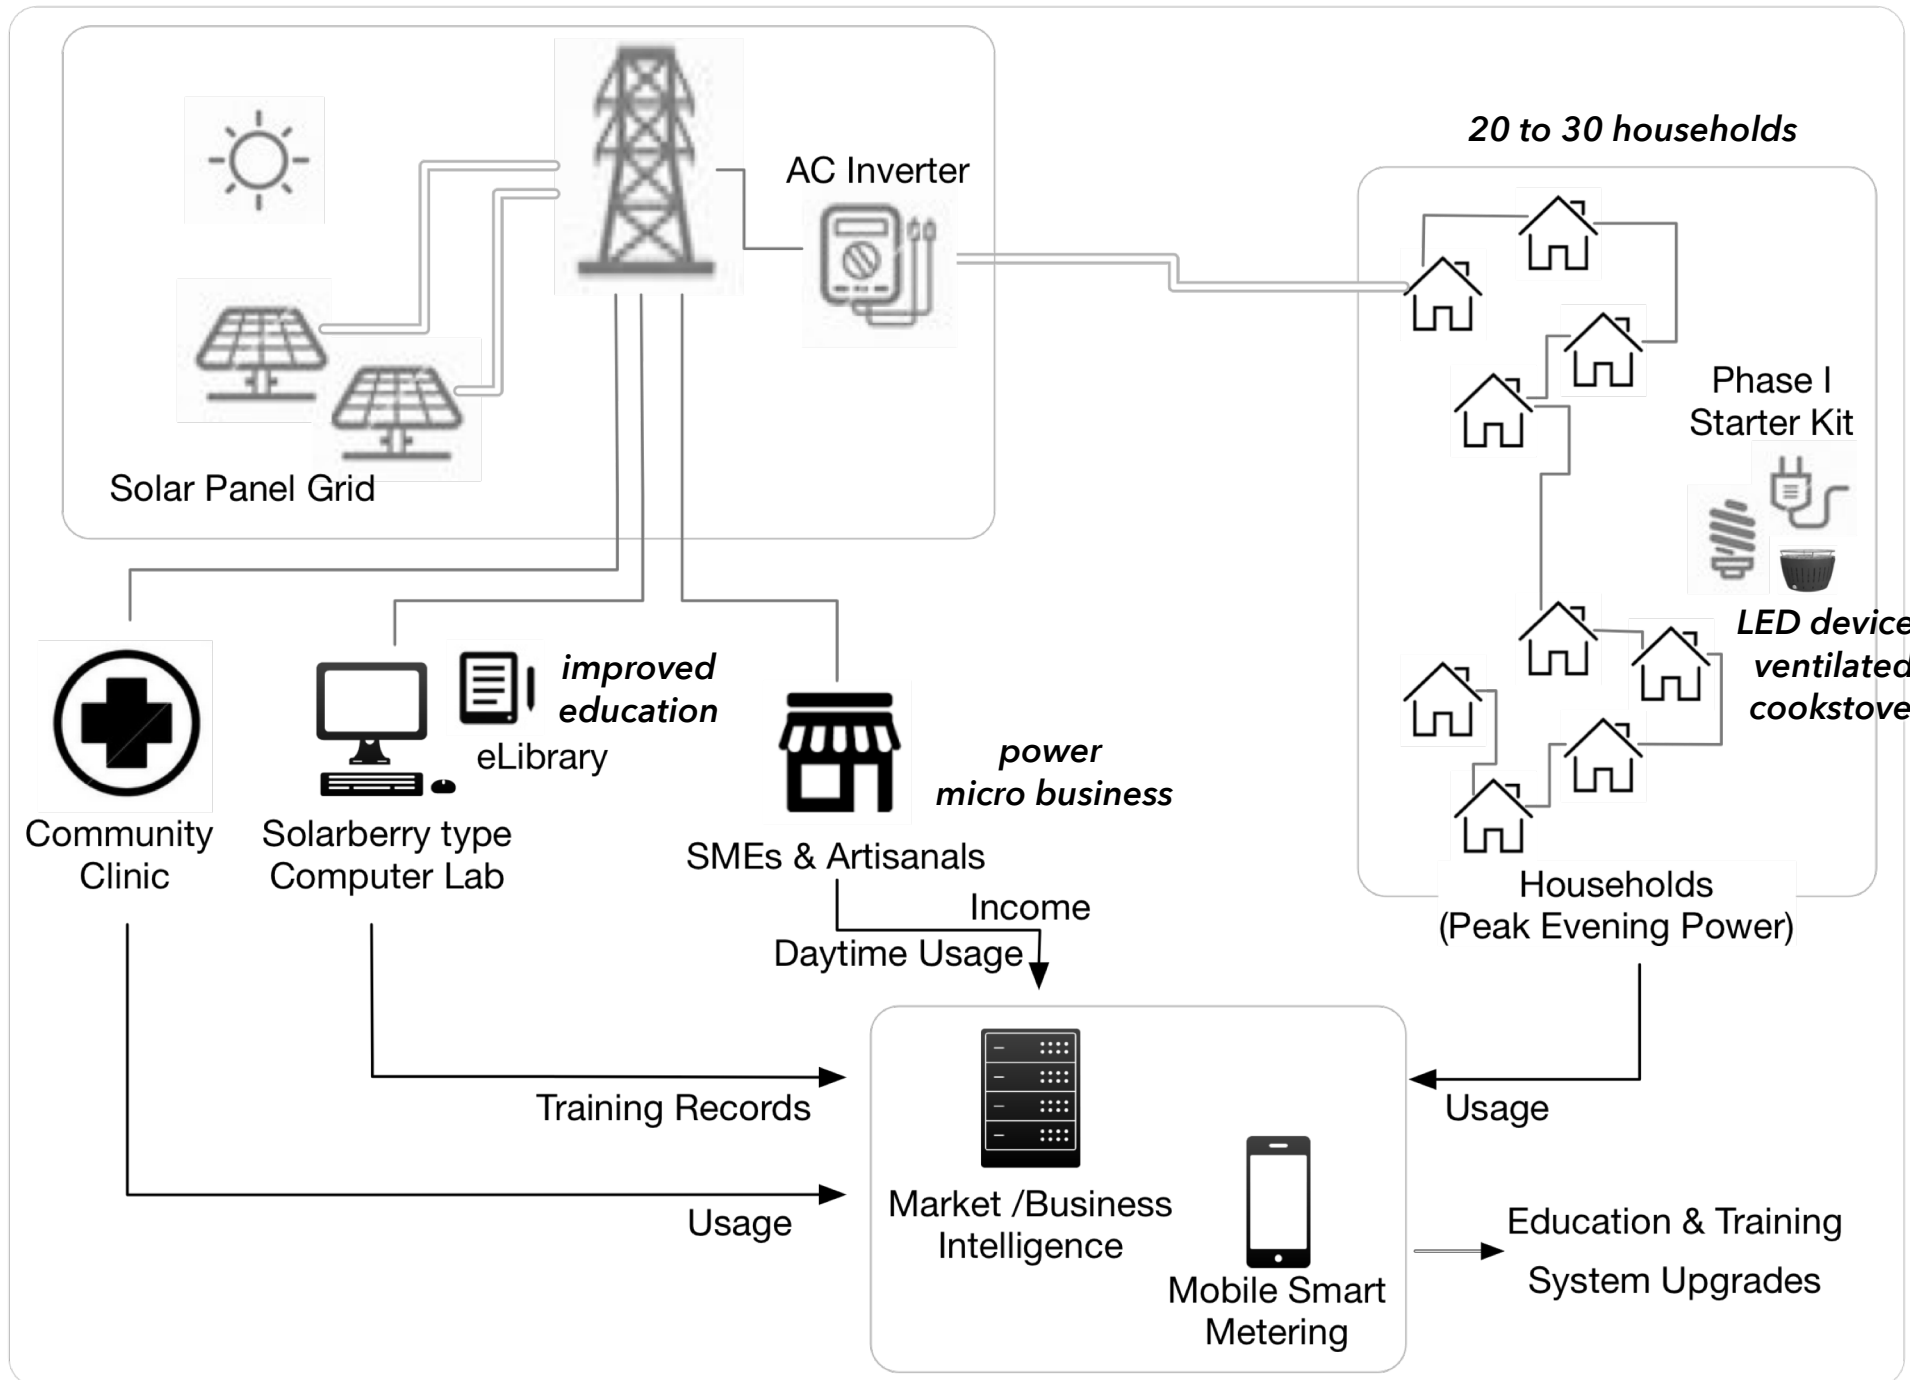 AC Inverter
20 to 30 households
Solar Panel Grid
Phase I
Starter Kit
LED device
ventilated
cookstove
improved
education
eLibrary
power
micro business
Community
Clinic
Solarberry type
Computer Lab
SMEs & Artisanals
Households
(Peak Evening Power)
Income
Daytime Usage
Training Records
Usage
Usage
Market /Business
Intelligence
Mobile Smart
Metering
Education & Training
System Upgrades